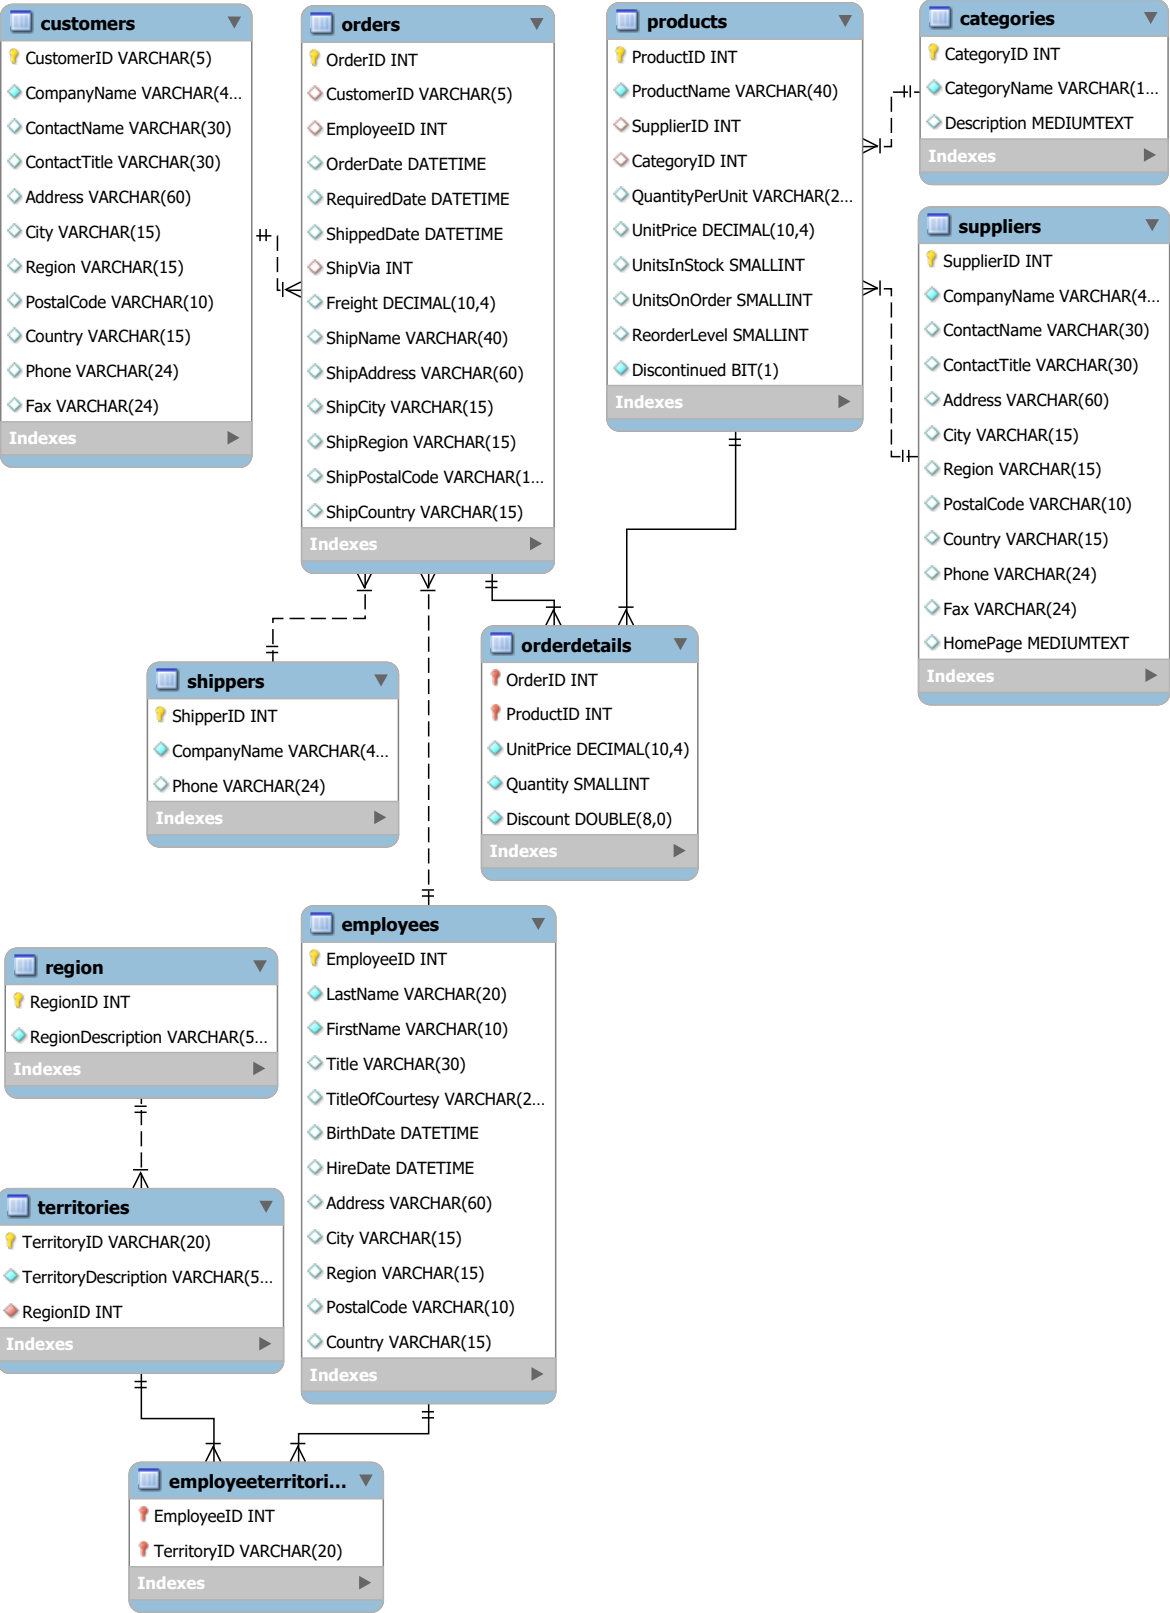 customers
CustomerID VARCHAR(5)
CompanyName VARCHAR(4...
ContactName VARCHAR(30)
ContactTitle VARCHAR(30)
Address VARCHAR(60)
City VARCHAR(15)
Region VARCHAR(15)
PostalCode VARCHAR(10)
Country VARCHAR(15)
Phone VARCHAR(24)
Fax VARCHAR(24)
Indexes
orders
OrderID INT
CustomerID VARCHAR(5)
EmployeeID INT
OrderDate DATETIME
RequiredDate DATETIME
ShippedDate DATETIME
ShipVia INT
Freight DECIMAL(10,4)
ShipName VARCHAR(40)
ShipAddress VARCHAR(60)
ShipCity VARCHAR(15)
ShipRegion VARCHAR(15)
ShipPostalCode VARCHAR(1...
ShipCountry VARCHAR(15)
Indexes
products
ProductID INT
ProductName VARCHAR(40)
SupplierID INT
CategoryID INT
QuantityPerUnit VARCHAR(2...
UnitPrice DECIMAL(10,4)
UnitsInStock SMALLINT
UnitsOnOrder SMALLINT
ReorderLevel SMALLINT
Discontinued BIT(1)
Indexes
categories
CategoryID INT
CategoryName VARCHAR(1...
Description MEDIUMTEXT
Indexes
suppliers
SupplierID INT
CompanyName VARCHAR(4...
ContactName VARCHAR(30)
ContactTitle VARCHAR(30)
Address VARCHAR(60)
City VARCHAR(15)
Region VARCHAR(15)
PostalCode VARCHAR(10)
Country VARCHAR(15)
Phone VARCHAR(24)
Fax VARCHAR(24)
HomePage MEDIUMTEXT
Indexes
shippers
ShipperID INT
CompanyName VARCHAR(4...
Phone VARCHAR(24)
Indexes
orderdetails
OrderID INT
ProductID INT
UnitPrice DECIMAL(10,4)
Quantity SMALLINT
Discount DOUBLE(8,0)
Indexes
employees
EmployeeID INT
LastName VARCHAR(20)
FirstName VARCHAR(10)
Title VARCHAR(30)
TitleOfCourtesy VARCHAR(2...
BirthDate DATETIME
HireDate DATETIME
Address VARCHAR(60)
City VARCHAR(15)
Region VARCHAR(15)
PostalCode VARCHAR(10)
Country VARCHAR(15)
Indexes
region
RegionID INT
RegionDescription VARCHAR(5...
Indexes
territories
TerritoryID VARCHAR(20)
TerritoryDescription VARCHAR(5...
RegionID INT
Indexes
employeeterritori...
EmployeeID INT
TerritoryID VARCHAR(20)
Indexes